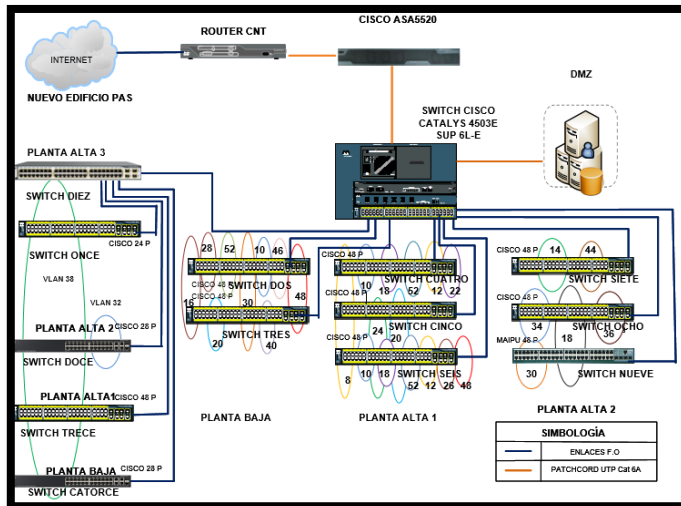 CISCO ASA5520
ROUTER CNT
INTERNET
NUEVO EDIFICIO PAS
DMZ
SWITCH CISCO
CATALYS 4503E
SUP 6L-E
PLANTA ALTA 3
SWITCH DIEZ
CISCO 24 P
SWITCH ONCE
VLAN 38
VLAN 32
PLANTA ALTA 2
CISCO 28 P
SWITCH DOCE
PLANTA ALTA1
CISCO 48 P
SWITCH TRECE
PLANTA BAJA
CISCO 28 P
SWITCH CATORCE
28
52
10
46
CISCO 48 P
SWITCH DOS
CISCO 48 P
16
30
48
20
SWITCH TRES
40
PLANTA BAJA
CISCO 48 P
SWITCH CUATRO
10
18
52
12
22
CISCO 48 P
24
SWITCH CINCO
20
CISCO 48 P
SWITCH SEIS
8
10
18
52
12
26
48
PLANTA ALTA 1
CISCO 48 P
14
44
SWITCH SIETE
CISCO 48 P
34
SWITCH OCHO
36
18
MAIPU 48 P
30
SWITCH NUEVE
PLANTA ALTA 2
SIMBOLOGÌA
ENLACES F.O
PATCHCORD UTP Cat 6A